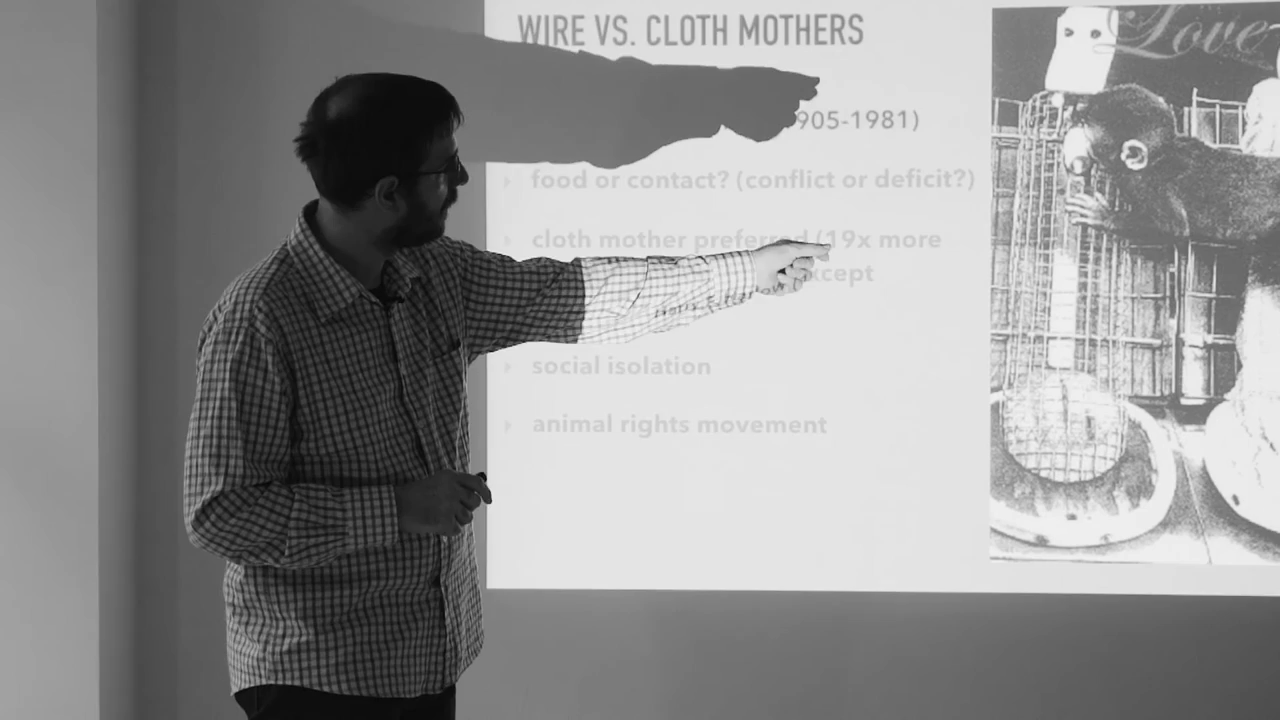 WIRE VS. CLOTH MOTHERS
Love
905-1981)
food or contact? (conflict or deficit?)
cloth mother preferred (19x more
except
social isolation
animal rights movement